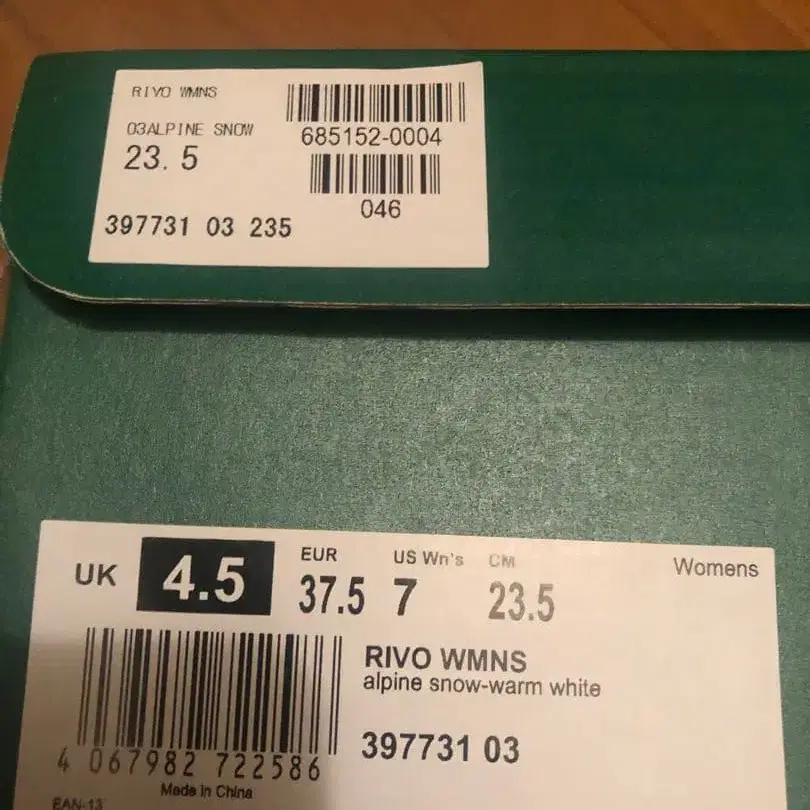 RIVO WMNS
03ALPINE SNOW
23.5
685152-0004
046
397731 03 235
UK 4.5
EUR 37.5
US Wn's 7
CM 23.5
Womens
RIVO WMNS
alpine snow-warm white
397731 03
4 067982 722586
Made in China
EAN-13